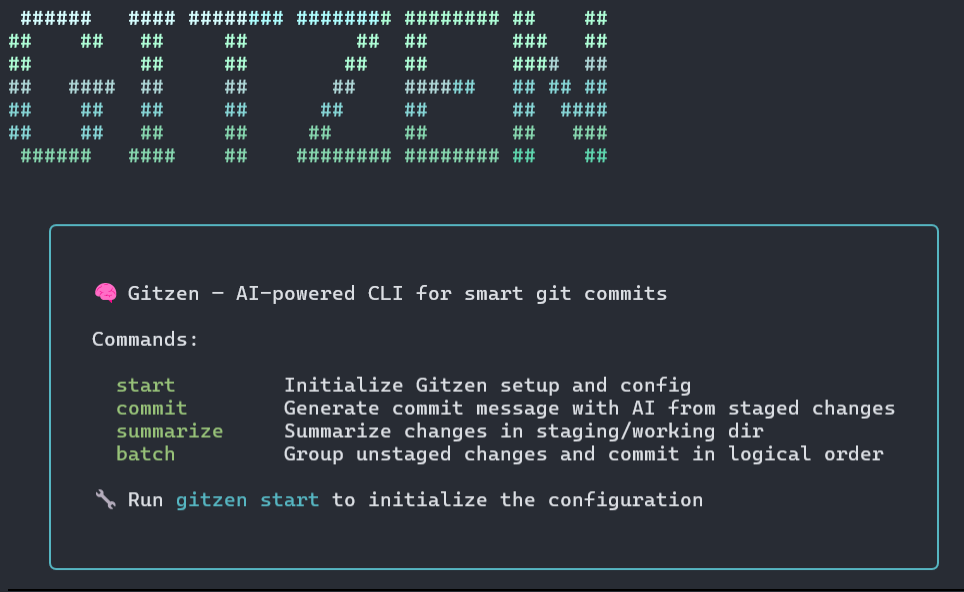 GITZEN
🧠 Gitzen – AI-powered CLI for smart git commits
Commands:
start Initialize Gitzen setup and config
commit Generate commit message with AI from staged changes
summarize Summarize changes in staging/working dir
batch Group unstaged changes and commit in logical order
🔧 Run gitzen start to initialize the configuration